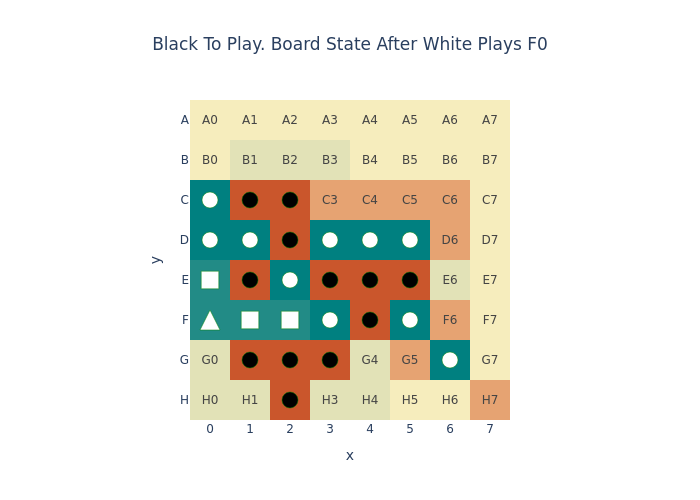 Black To Play. Board State After White Plays F0
A A0 A1 A2 A3 A4 A5 A6 A7
B B0 B1 B2 B3 B4 B5 B6 B7
C C3 C4 C5 C6 C7
D D6 D7
y
E E6 E7
F F6 F7
G G0 G4 G5 G7
H H0 H1 H3 H4 H5 H6 H7
0 1 2 3 4 5 6 7
x